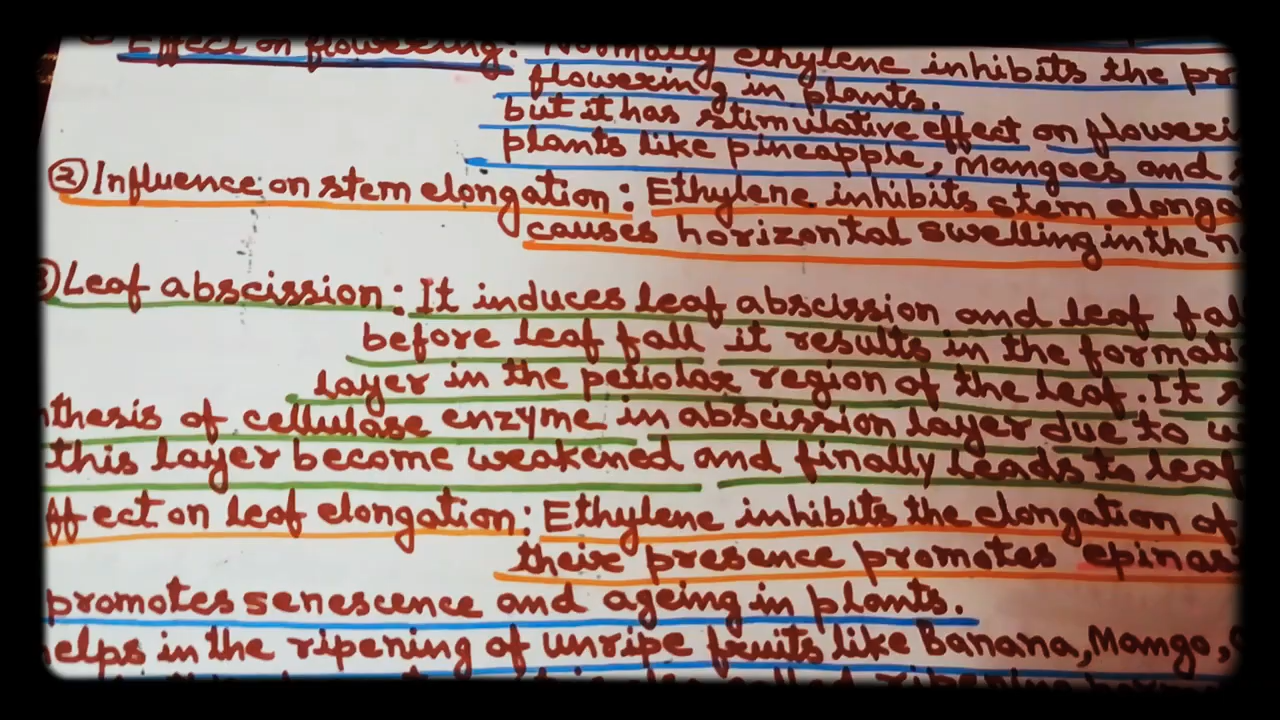 Effect on flowering: Normally ethylene inhibits the
flowering in plants.
but it has stimulative effect on
plants like pineapple, Mangoes and
② Influence on stem elongation: Ethylene inhibits stem
causes horizontal swelling in the
Leaf abscission: It induces leaf abscission and leaf
before leaf fall it results in the
layer in the petiolar region of the leaf. It
nthesis of cellulase enzyme in abscission layer due to
this layer become weakened and finally leads to leaf
ffect on leaf elongation: Ethylene inhibits the elongation of
their presence promotes
promotes senescence and ageing in plants.
elps in the ripening of unripe fruits like Banana, Mango,
called ripening